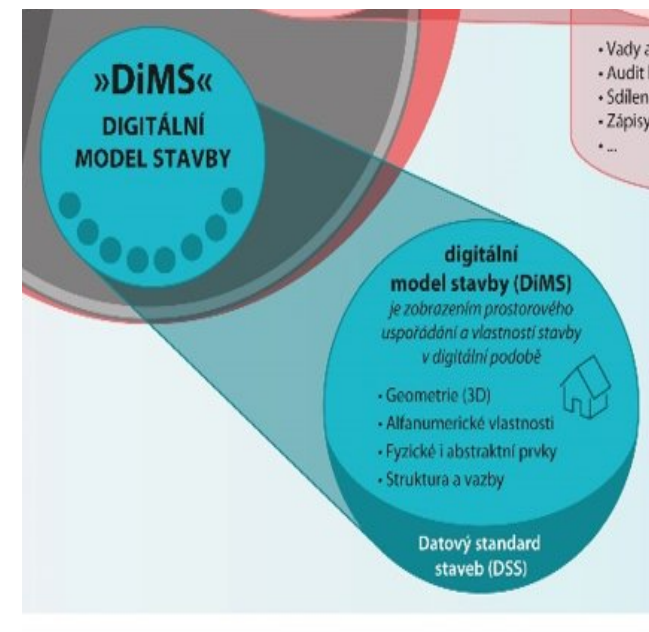 »DiMS«
DIGITÁLNÍ
MODEL STAVBY
• Vady a
• Audit
• Sdílen
• Zápisy
• ...
digitální
model stavby (DiMS)
je zobrazením prostorového
uspořádání a vlastností stavby
v digitální podobě
• Geometrie (3D)
• Alfanumerické vlastnosti
• Fyzické i abstraktní prvky
• Struktura a vazby
Datový standard
staveb (DSS)